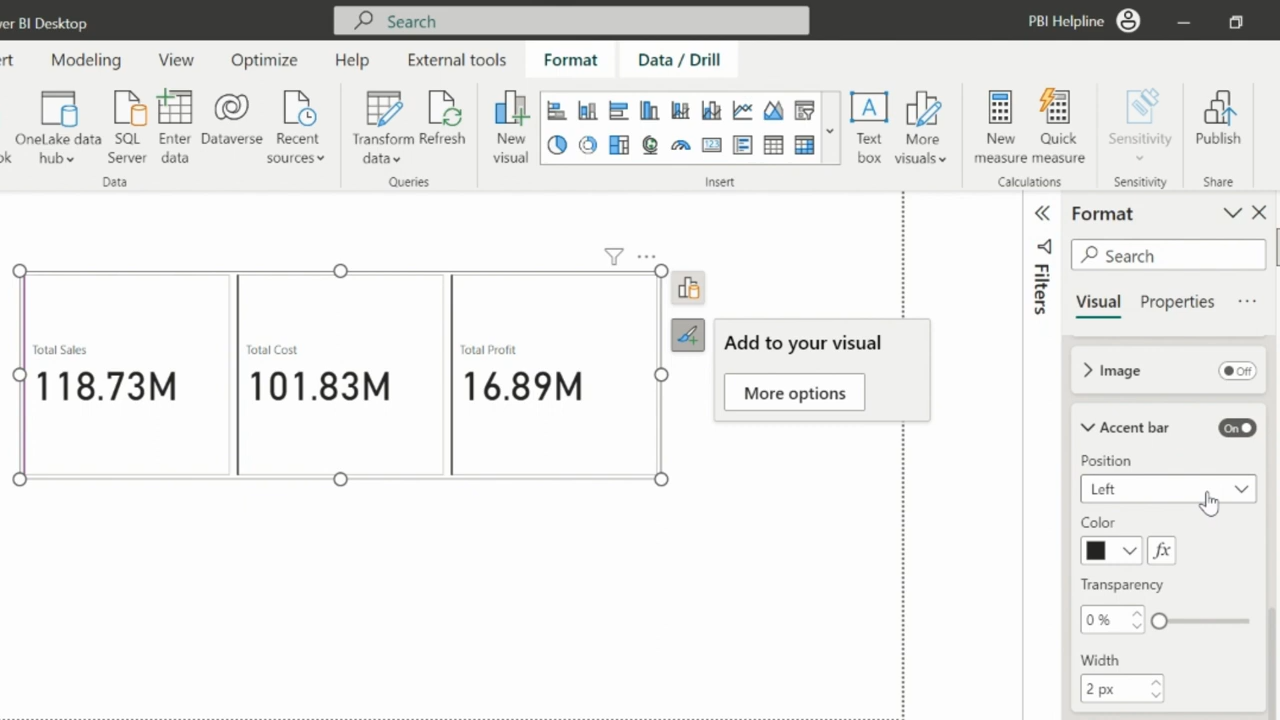 er BI Desktop
Search
PBI Helpline
rt
Modeling
View
Optimize
Help
External tools
Format
Data / Drill
ok
OneLake data
hub
SQL
Server
Enter
data
Dataverse
Recent
sources
Transform
data
Refresh
New
visual
123
A
Text
box
More
visuals
New
measure
Quick
measure
Sensitivity
Publish
Data
Queries
Insert
Calculations
Sensitivity
Share
Total Sales
118.73M
Total Cost
101.83M
Total Profit
16.89M
Add to your visual
More options
Filters
Format
Search
Visual
Properties
Image
Off
Accent bar
On
Position
Left
Color
fx
Transparency
0 %
Width
2 px